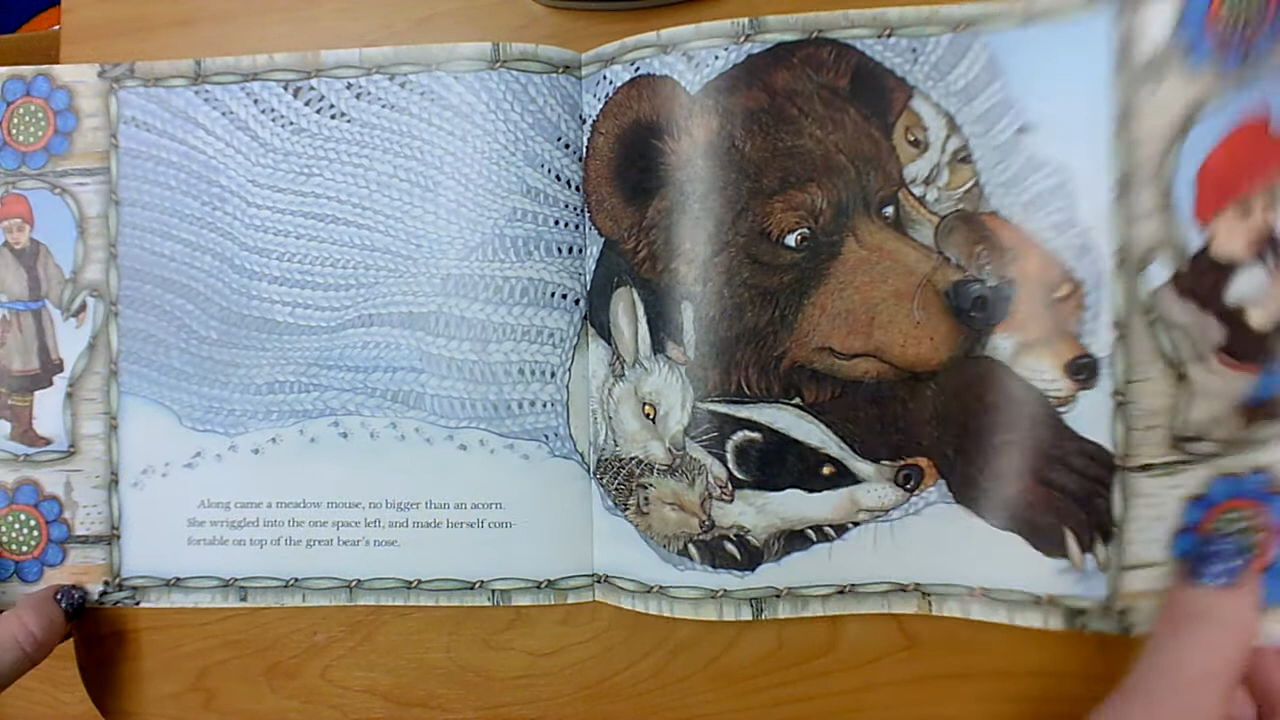 Along came a meadow mouse, no bigger than an acorn.
She wriggled into the one space left, and made herself com-
fortable on top of the great bear's nose.